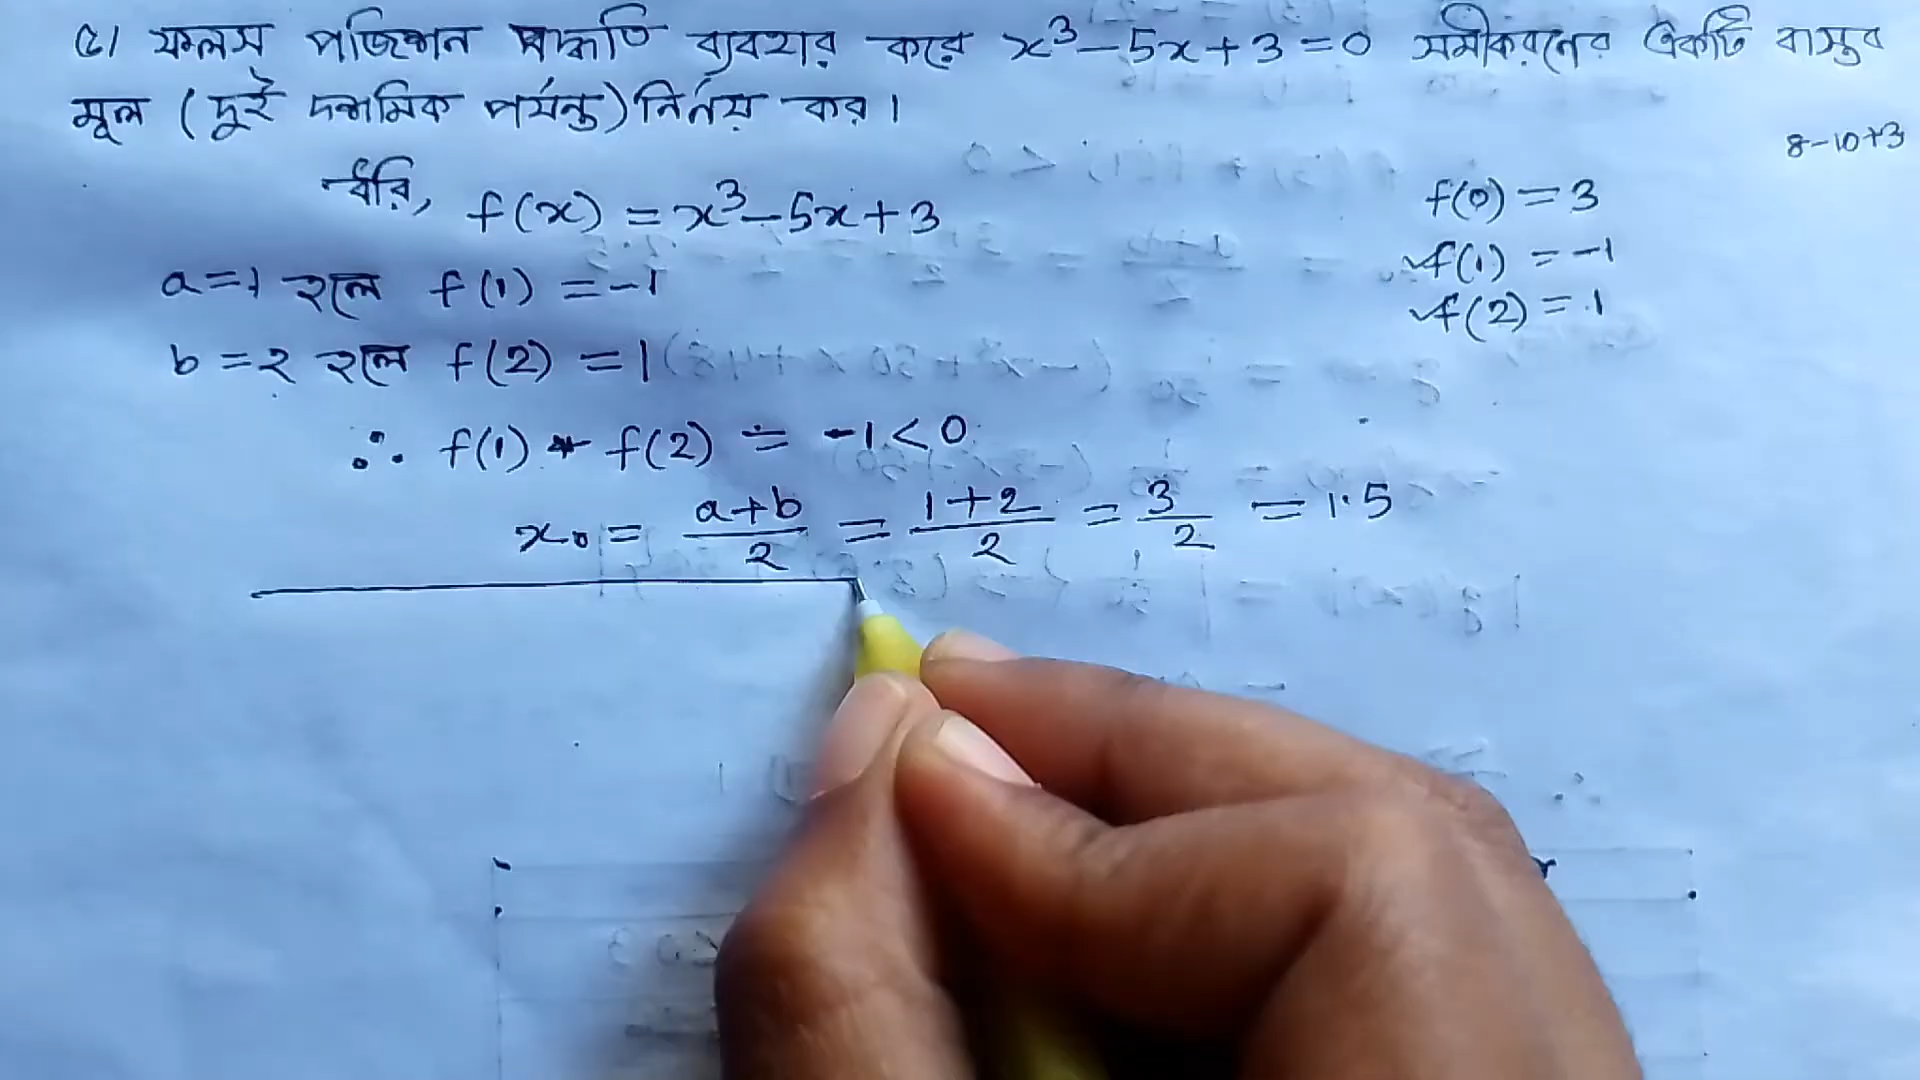 ৫। ফলস পজিশন পদ্ধতি ব্যবহার করে x³-5x+3=0 সমীকরনের একটি বাস্তব
মূল (দুই দশমিক পর্যন্ত) নির্নয় কর।
8-10+3
ধরি, f(x) = x³-5x+3
f(0) = 3
f(1) = -1
f(2) = 1
a=1 হলে f(1) = -1
b=2 হলে f(2) = 1
∴ f(1) * f(2) = -1<0
x₀ = a+b/2 = 1+2/2 = 3/2 = 1.5